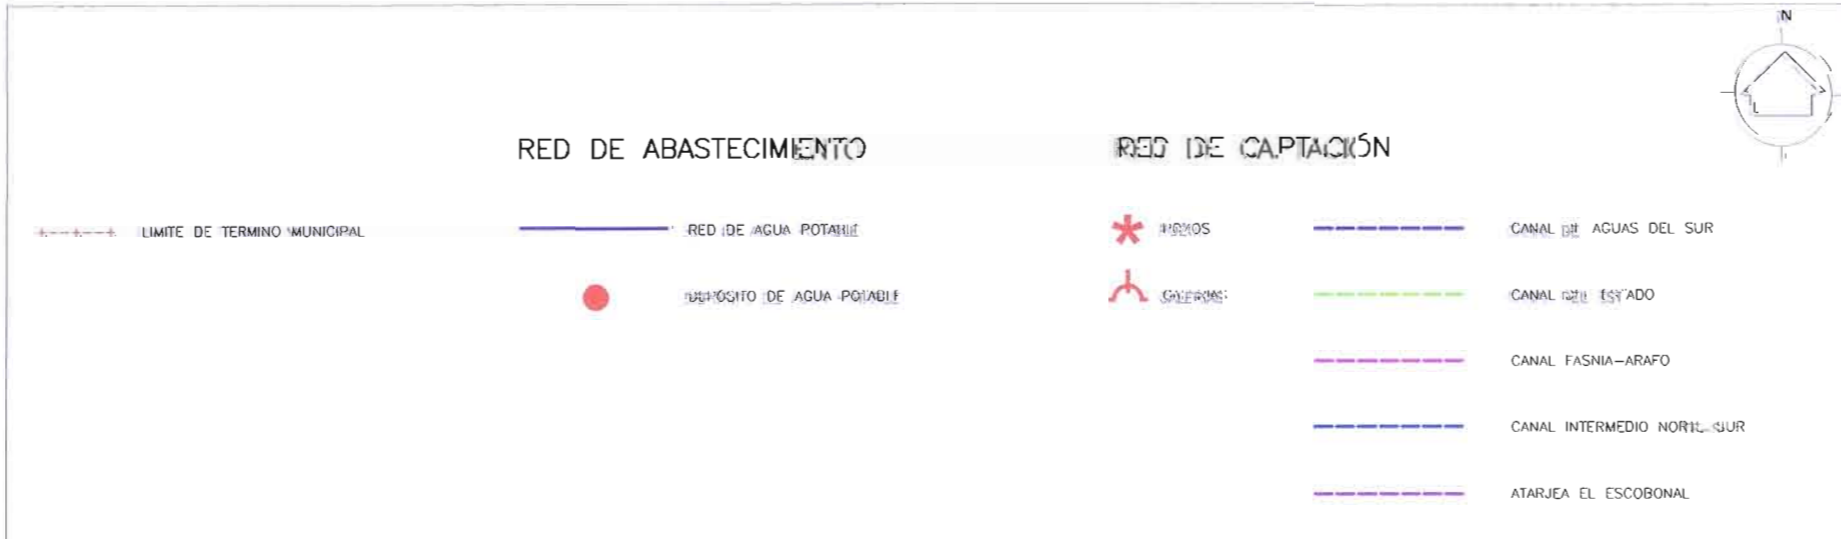 N
RED DE ABASTECIMIENTO
RED DE CAPTACIÓN
LIMITE DE TERMINO MUNICIPAL
RED DE AGUA POTABLE
CANAL DE AGUAS DEL SUR
DEPOSITO DE AGUA POTABLE
GALERIAS
CANAL DEL ESTADO
CANAL FASNIA-ARAFO
CANAL INTERMEDIO NORTE-SUR
ATARJEA EL ESCOBONAL